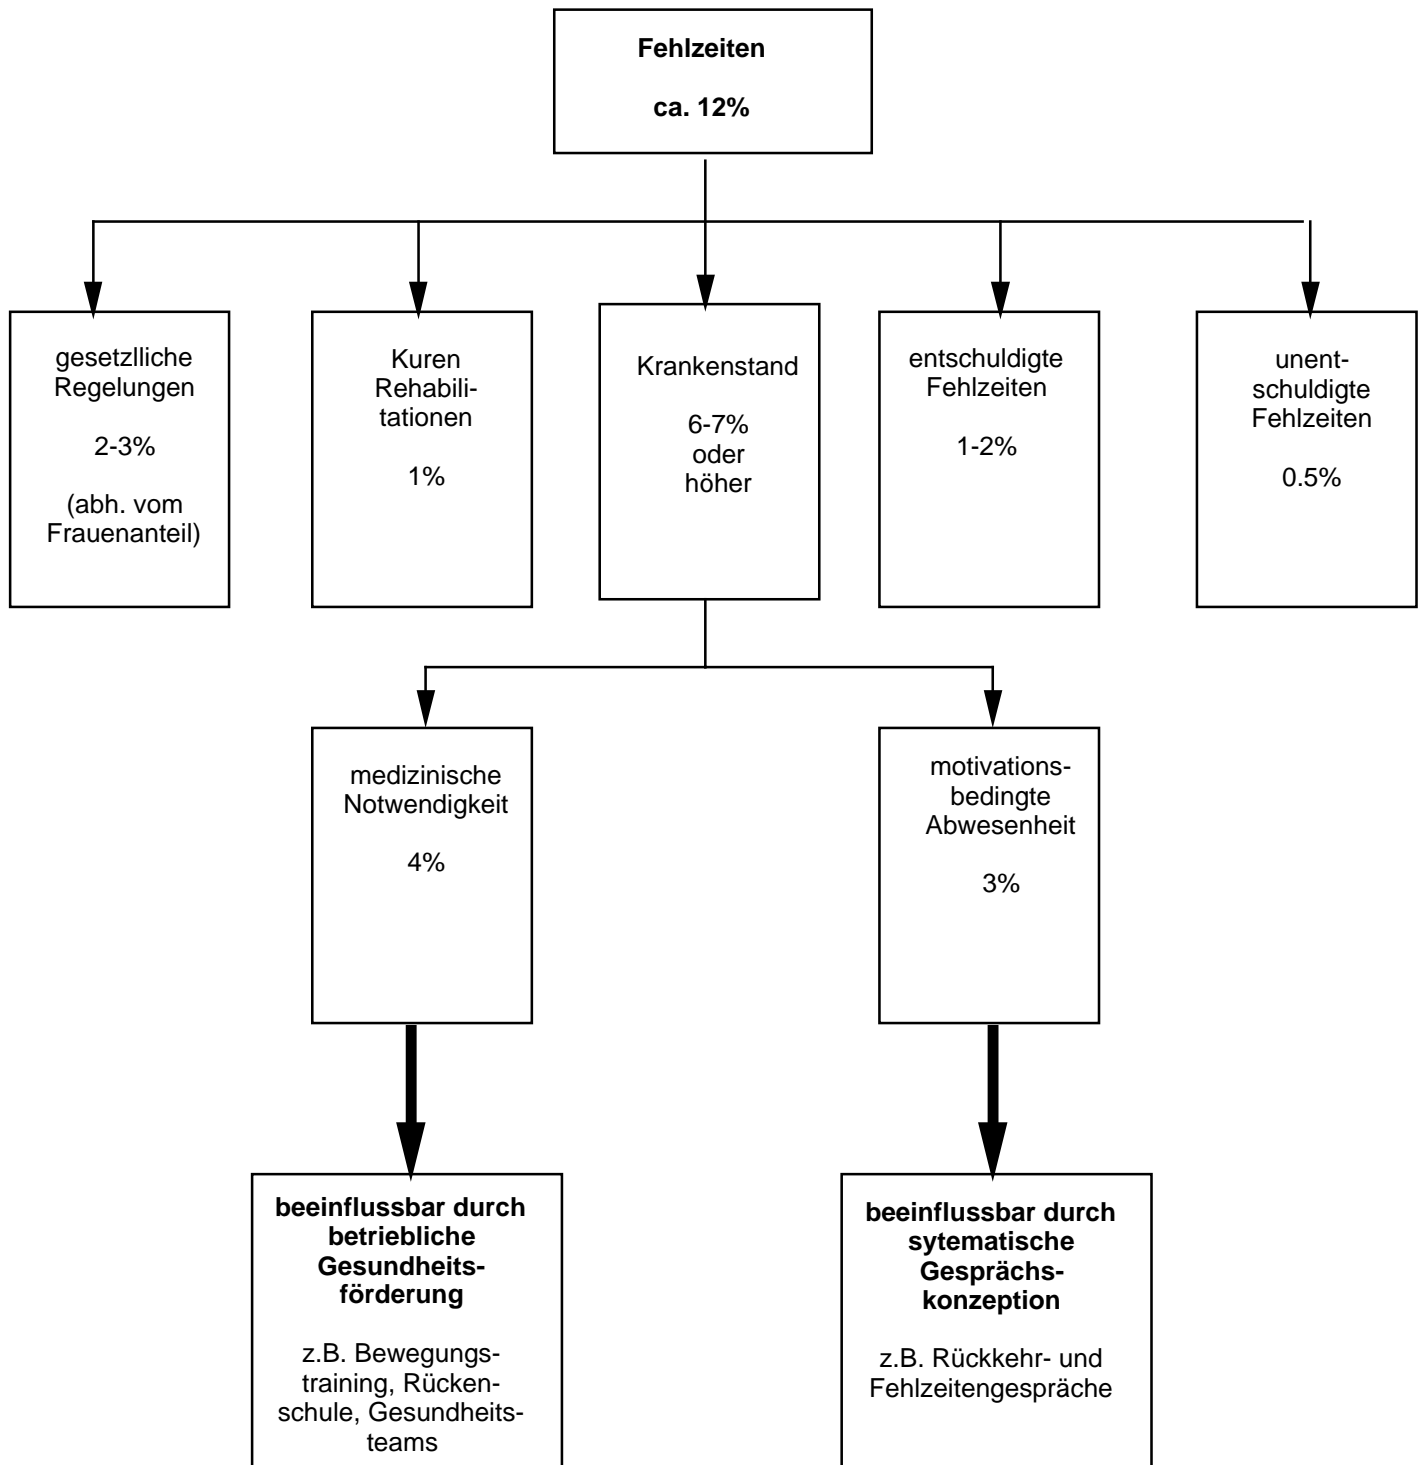 Fehlzeiten
ca. 12%
gesetzlliche
Regelungen
2-3%
(abh. vom
Frauenanteil)
Kuren
Rehabili-
tationen
1%
Krankenstand
6-7%
oder
höher
entschuldigte
Fehlzeiten
1-2%
unent-
schuldigte
Fehlzeiten
0.5%
medizinische
Notwendigkeit
4%
motivations-
bedingte
Abwesenheit
3%
beeinflussbar durch
betriebliche
Gesundheits-
förderung
z.B. Bewegungs-
training, Rücken-
schule, Gesundheits-
teams
beeinflussbar durch
sytematische
Gesprächs-
konzeption
z.B. Rückkehr- und
Fehlzeitengespräche